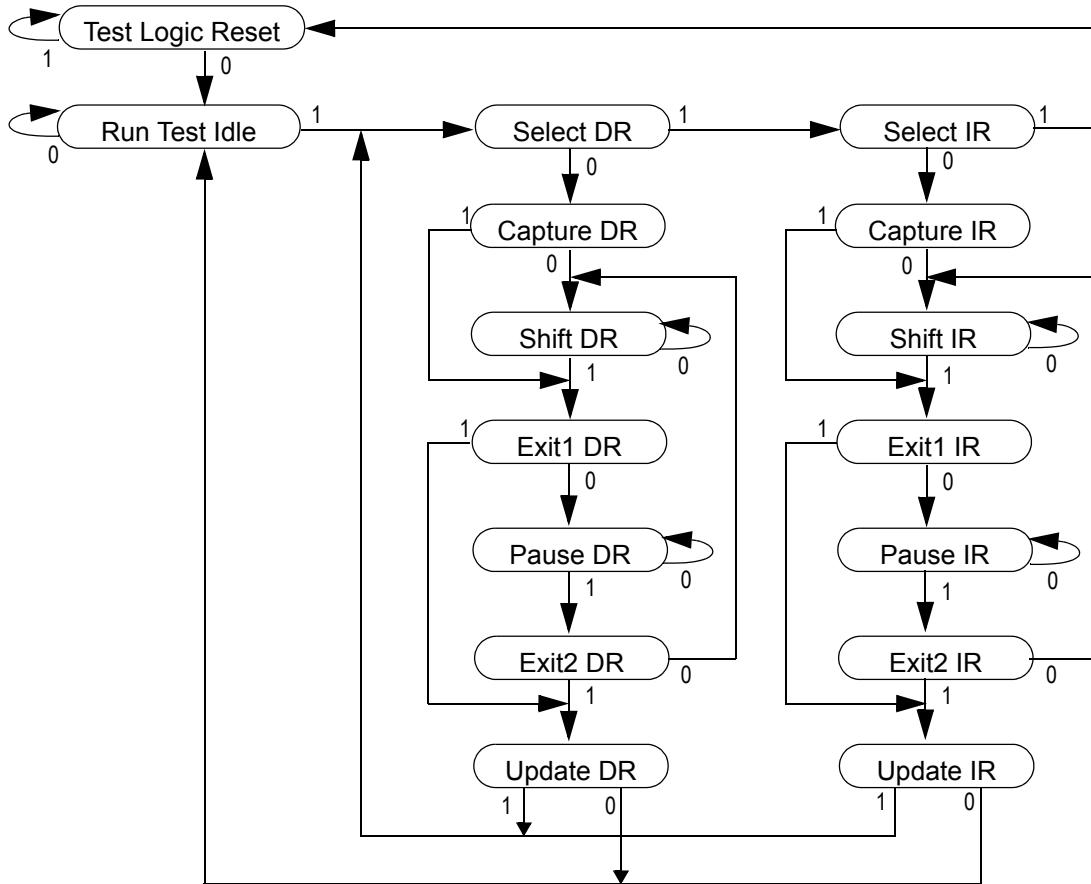 Test Logic Reset
1
0
Run Test Idle
0
1
Select DR
1
Select IR
1
0
0
1
Capture DR
1
Capture IR
0
0
Shift DR
0
Shift IR
0
1
1
1
Exit1 DR
1
Exit1 IR
0
0
Pause DR
0
Pause IR
0
1
1
Exit2 DR
0
Exit2 IR
0
1
1
Update DR
Update IR
1
0
1
0